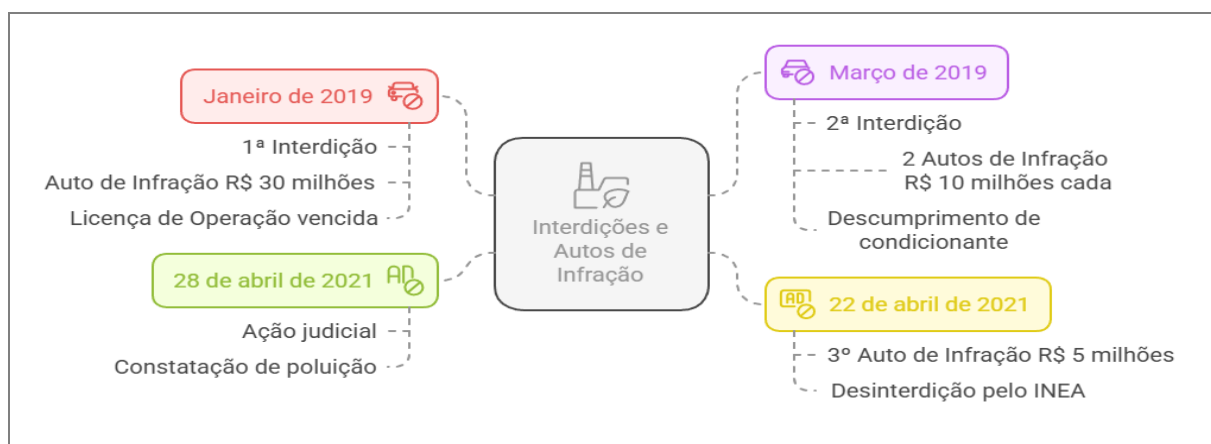 Janeiro de 2019
1ª Interdição
Auto de Infração R$ 30 milhões
Licença de Operação vencida
Março de 2019
2ª Interdição
2 Autos de Infração
R$ 10 milhões cada
Descumprimento de
condicionante
Interdições e
Autos de
Infração
28 de abril de 2021
AD
Ação judicial
Constatação de poluição
AD
22 de abril de 2021
3º Auto de Infração R$ 5 milhões
Desinterdição pelo INEA